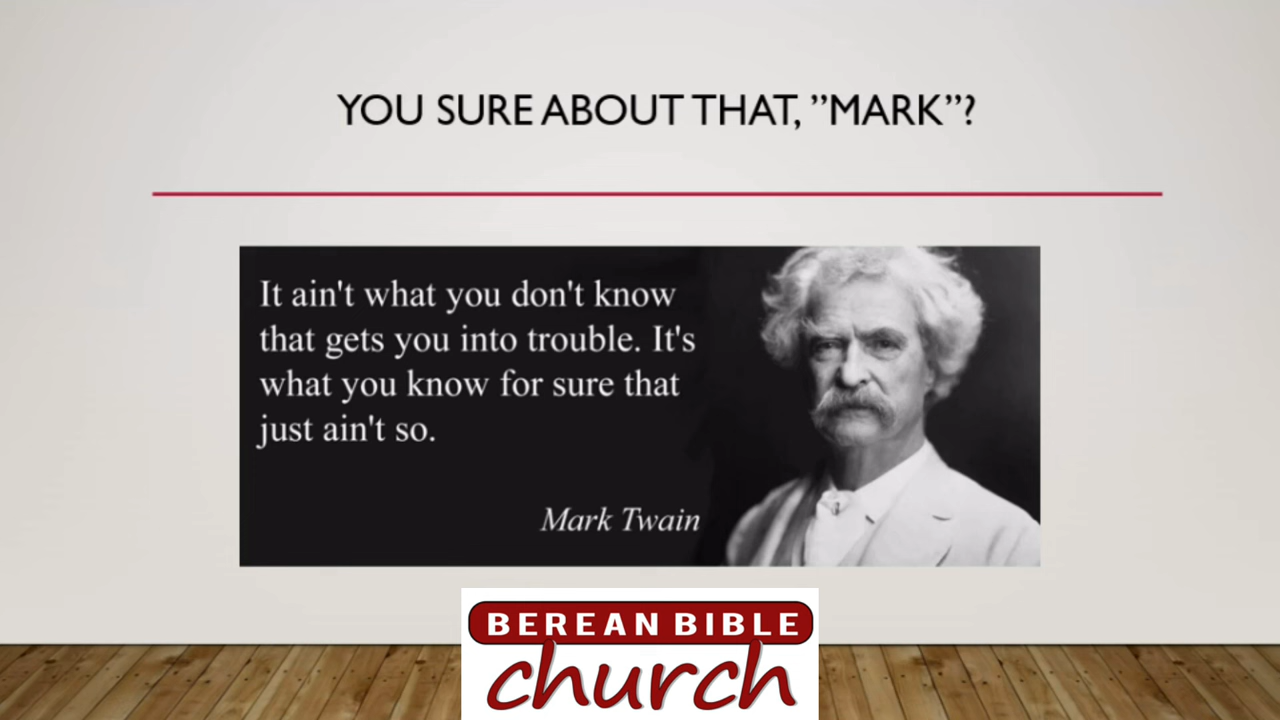 YOU SURE ABOUT THAT, ”MARK”?
It ain't what you don't know
that gets you into trouble. It's
what you know for sure that
just ain't so.
Mark Twain
BEREAN BIBLE
church